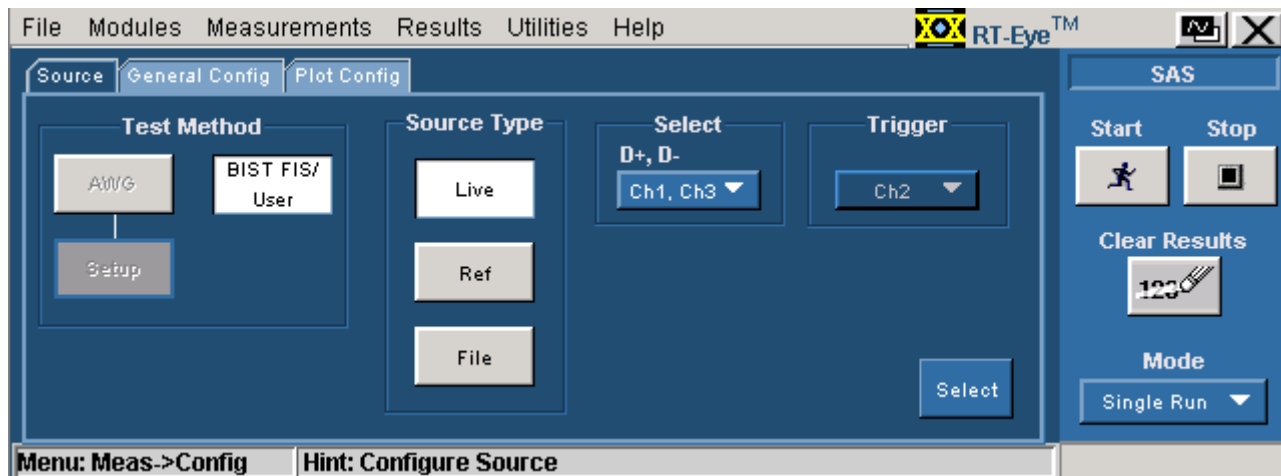 File Modules Measurements Results Utilities Help RT-Eye™
Source General Config Plot Config
SAS
Test Method
AWG
BIST FIS/
User
Setup
Source Type
Live
Ref
File
Select
D+, D-
Ch1, Ch3
Trigger
Ch2
Select
Start Stop
Clear Results
123
Mode
Single Run
Menu: Meas->Config Hint: Configure Source